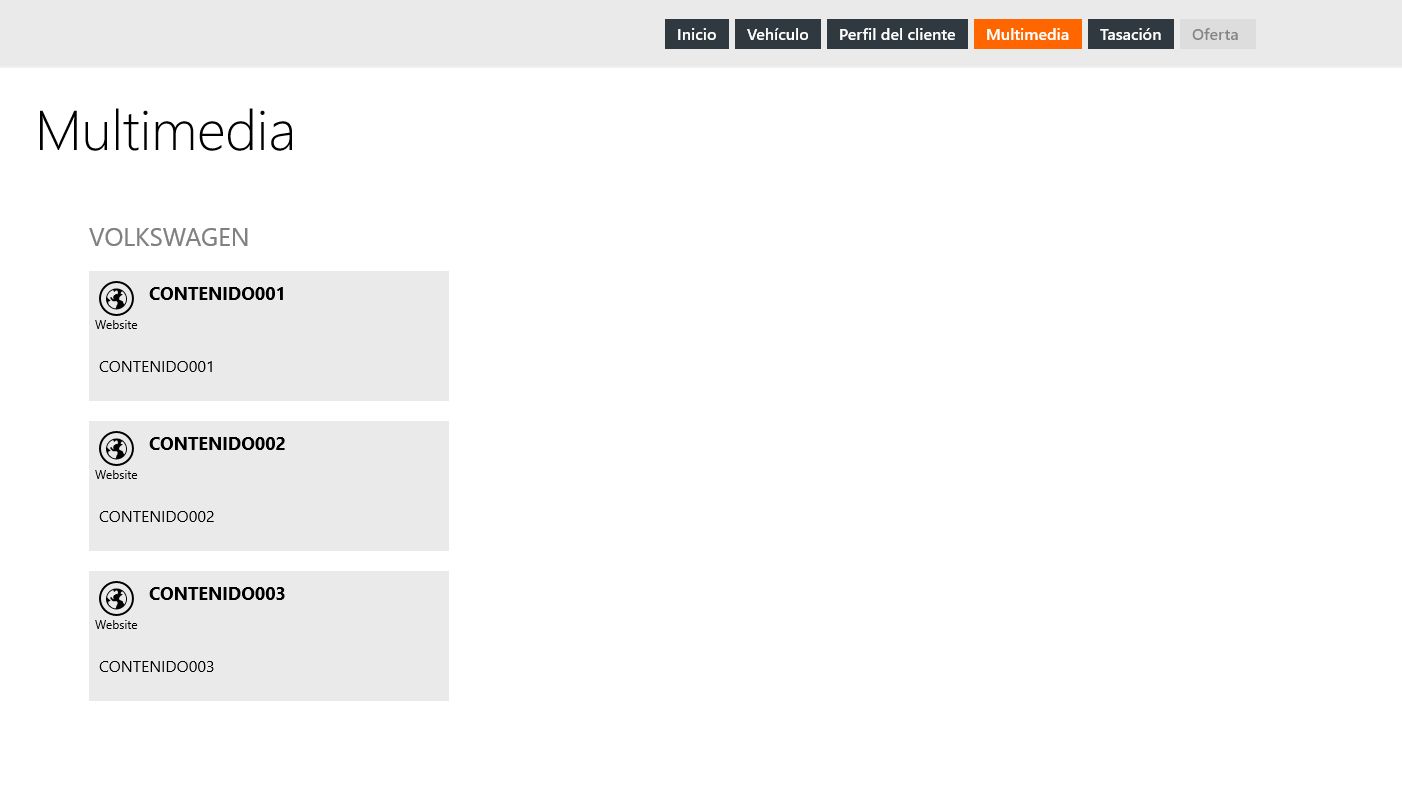 Inicio Vehículo Perfil del cliente Multimedia Tasación Oferta
Multimedia
VOLKSWAGEN
CONTENIDO001
Website
CONTENIDO001
CONTENIDO002
Website
CONTENIDO002
CONTENIDO003
Website
CONTENIDO003